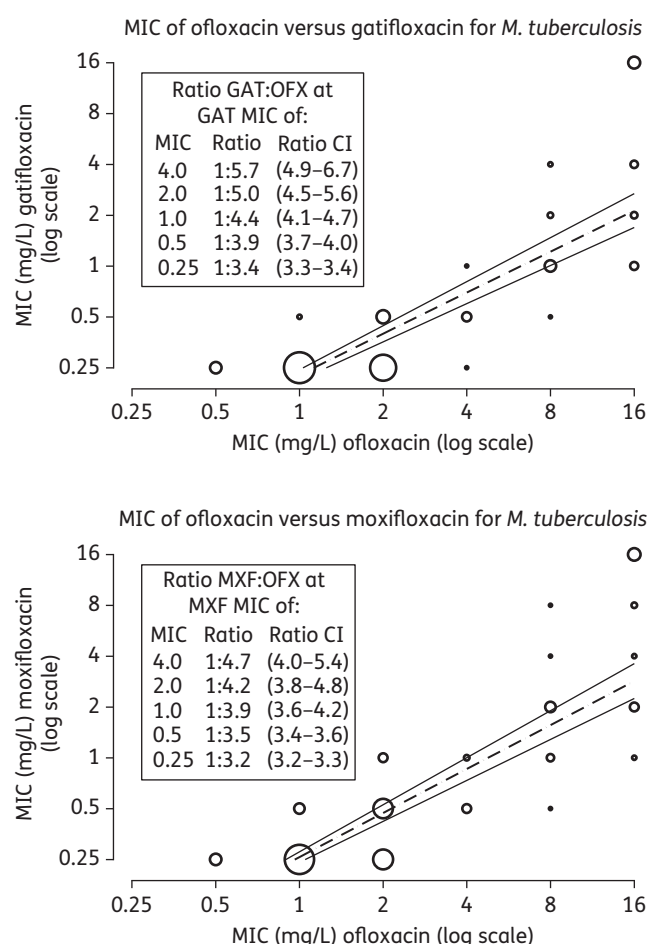 MIC of ofloxacin versus gatifloxacin for M. tuberculosis
MIC (mg/L) gatifloxacin
(log scale)
16
8
4
2
1
0.5
0.25
Ratio GAT:OFX at
GAT MIC of:
MIC Ratio Ratio CI
4.0 1:5.7 (4.9–6.7)
2.0 1:5.0 (4.5–5.6)
1.0 1:4.4 (4.1–4.7)
0.5 1:3.9 (3.7–4.0)
0.25 1:3.4 (3.3–3.4)
0.25 0.5 1 2 4 8 16
MIC (mg/L) ofloxacin (log scale)
MIC of ofloxacin versus moxifloxacin for M. tuberculosis
MIC (mg/L) moxifloxacin
(log scale)
16
8
4
2
1
0.5
0.25
Ratio MXF:OFX at
MXF MIC of:
MIC Ratio Ratio CI
4.0 1:4.7 (4.0–5.4)
2.0 1:4.2 (3.8–4.8)
1.0 1:3.9 (3.6–4.2)
0.5 1:3.5 (3.4–3.6)
0.25 1:3.2 (3.2–3.3)
0.25 0.5 1 2 4 8 16
MIC (mg/L) ofloxacin (log scale)